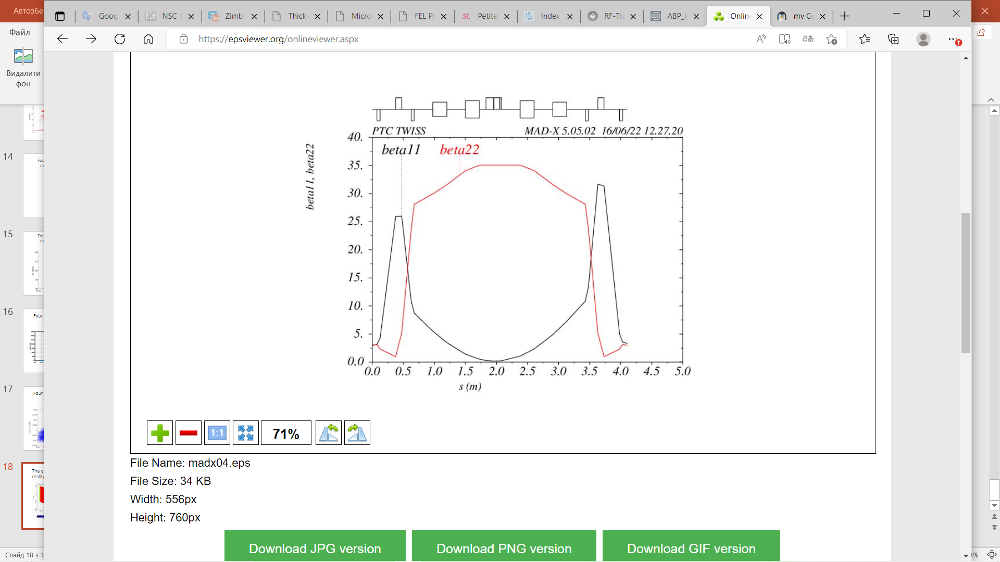 Автозбе
Googl
NSC K
Zimbr
Thick-
Micro
FEL Ph
Petite
Index
RF-Tra
ABP_I
Online
mv Co
Файл
https://epsviewer.org/onlineviewer.aspx
Видалити
фон
PTC TWISS
MAD-X 5.05.02 16/06/22 12.27.20
beta11
beta22
beta11, beta22
40.
35.
30.
25.
20.
15.
10.
5.
0.0
0.0 0.5 1.0 1.5 2.0 2.5 3.0 3.5 4.0 4.5 5.0
s (m)
14
Fou
15
Fou
16
Four
17
Four
18
The q
reality
1:1
71%
File Name: madx04.eps
File Size: 34 KB
Width: 556px
Height: 760px
Download JPG version
Download PNG version
Download GIF version
Слайд 18 з 1